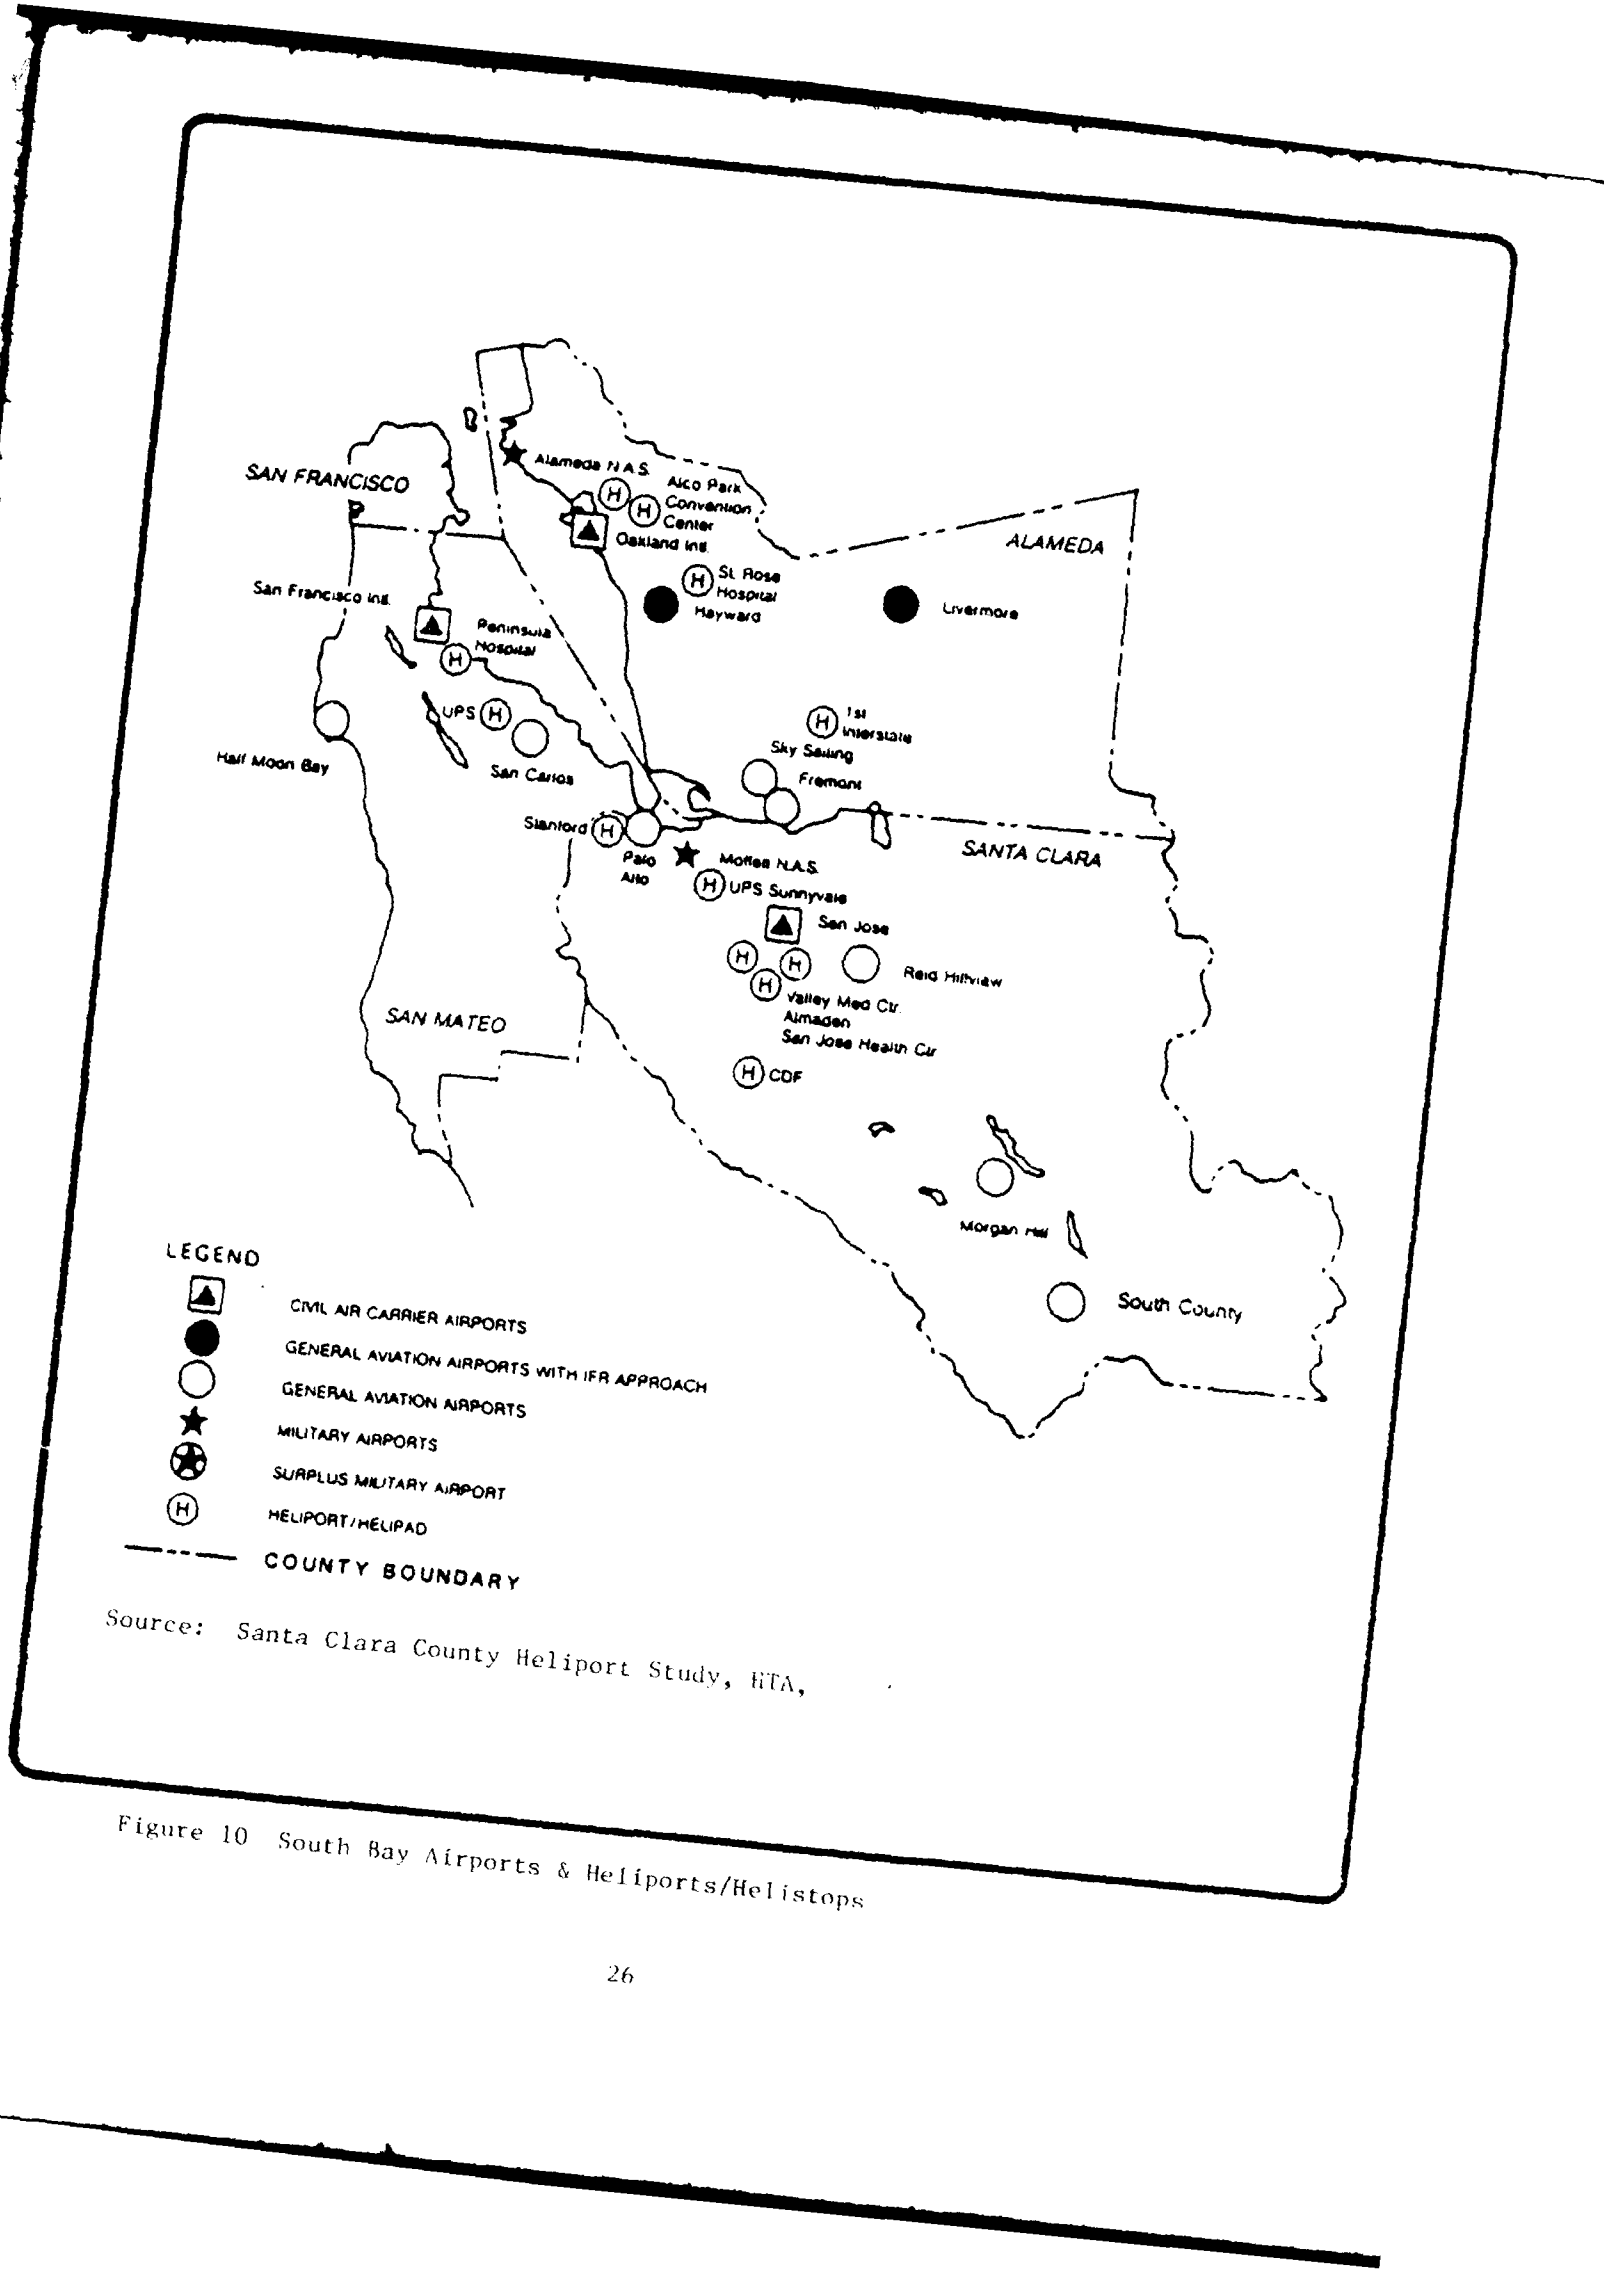 SAN FRANCISCO
Alameda N.A.S.
Alco Park
Convention
Center
Oakland Intl.
ALAMEDA
St. Rose
Hospital
Hayward
Livermore
San Francisco Intl.
Peninsula
Hospital
H
UPS
San Carlos
Half Moon Bay
1st
Interstate
Sky Sailing
Fremont
Stanford
Palo
Alto
SANTA CLARA
Moffett N.A.S.
UPS Sunnyvale
San Jose
Reid Hillview
Valley Med Ctr.
Almaden
San Jose Health Ctr
SAN MATEO
CDF
Morgan Hill
South County
LEGEND
CIVIL AIR CARRIER AIRPORTS
GENERAL AVIATION AIRPORTS WITH IFR APPROACH
GENERAL AVIATION AIRPORTS
MILITARY AIRPORTS
SURPLUS MILITARY AIRPORT
H HELIPORT/HELIPAD
COUNTY BOUNDARY
Source: Santa Clara County Heliport Study, HTA,
Figure 10 South Bay Airports & Heliports/Helistops
26